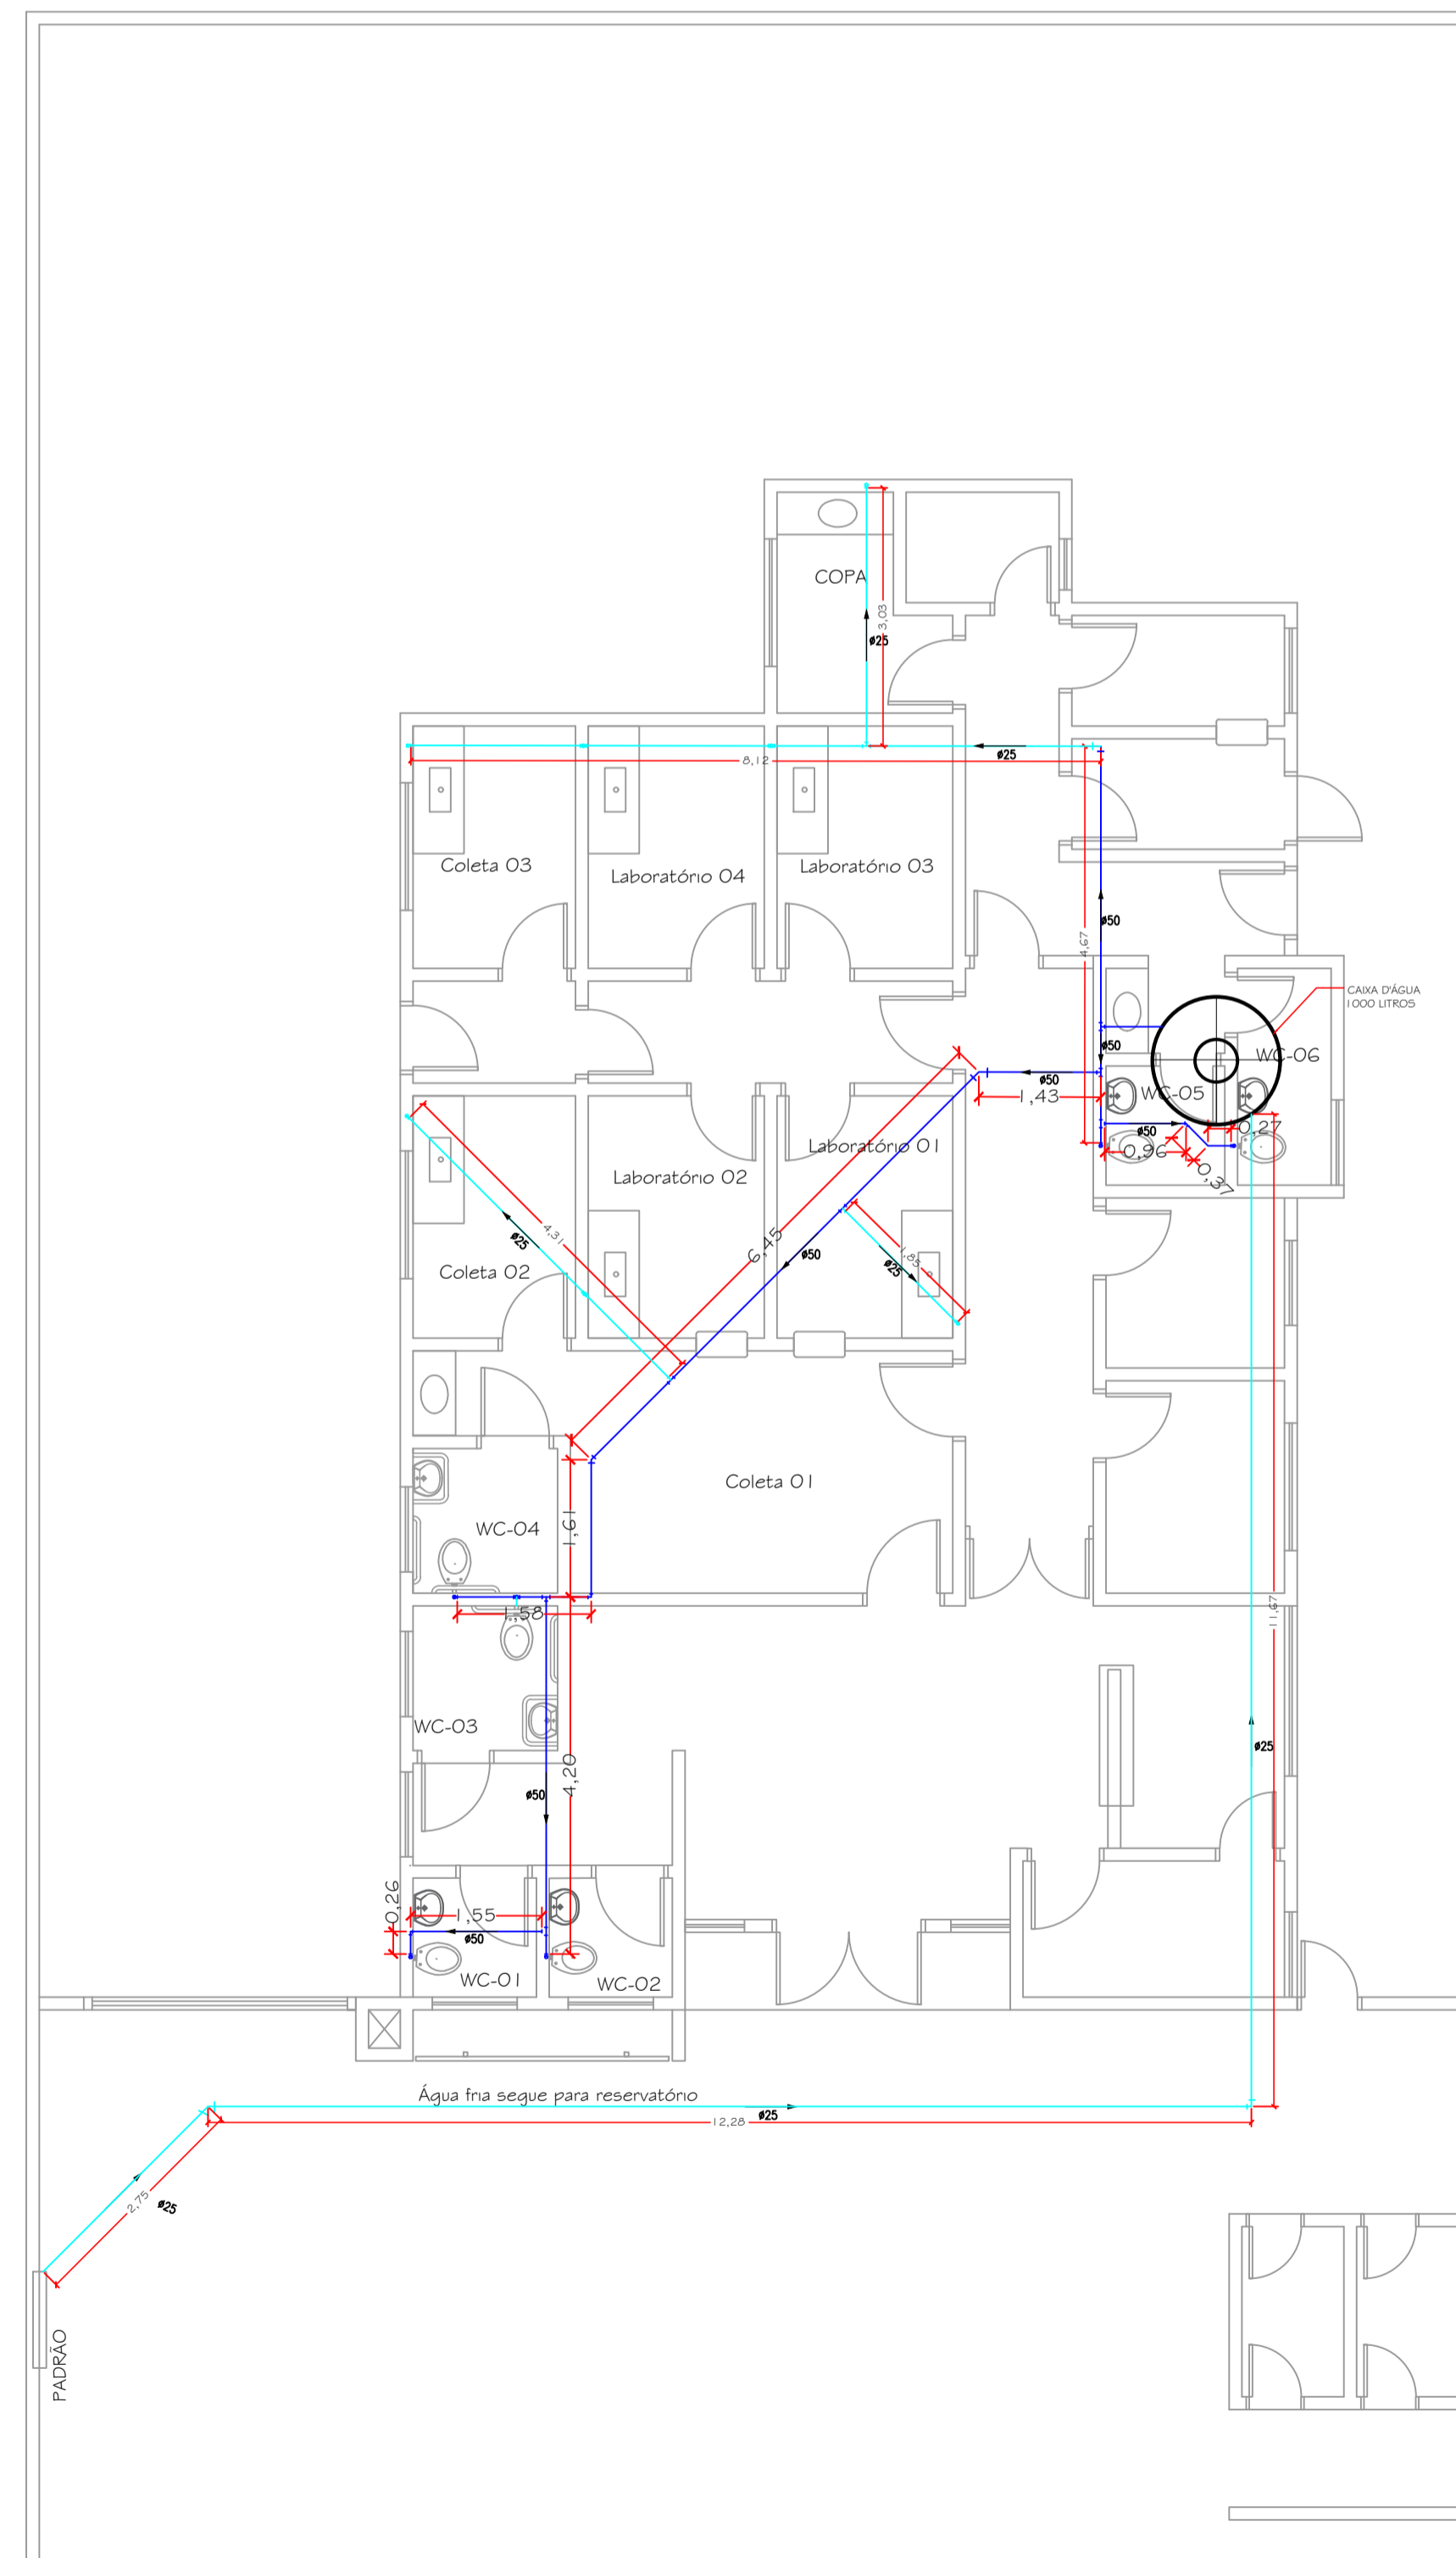 COPA
3,03
ø25
ø25
8,12
Coleta 03
Laboratório 04
Laboratório 03
ø50
4,67
CAIXA D'ÁGUA
1000 LITROS
ø50
WC-06
ø50
1,43
WC-05
ø50
0,27
0,96
0,37
Laboratório 01
Laboratório 02
4,31
ø25
6,45
ø50
1,85
ø25
Coleta 02
Coleta 01
1,61
WC-04
1,58
11,67
WC-03
ø25
4,20
ø50
0,26
1,55
ø50
WC-01
WC-02
Água fria segue para reservatório
ø25
12,28
2,75
ø25
PADRÃO